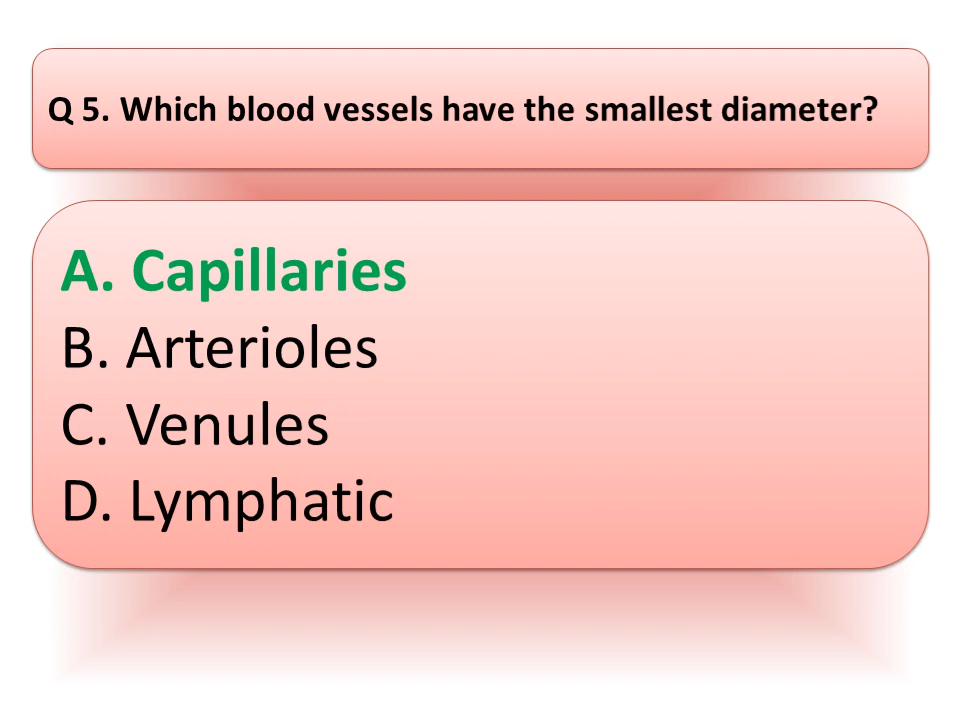 Q 5. Which blood vessels have the smallest diameter?
A. Capillaries
B. Arterioles
C. Venules
D. Lymphatic